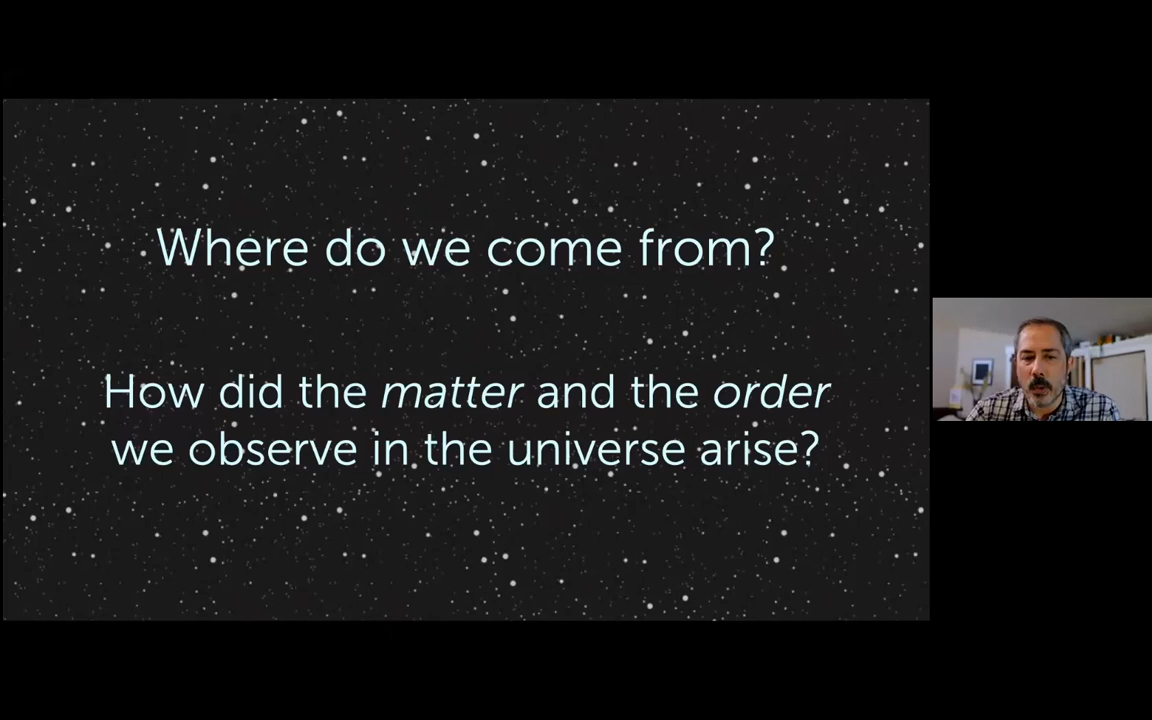 Where do we come from?
How did the matter and the order
we observe in the universe arise?